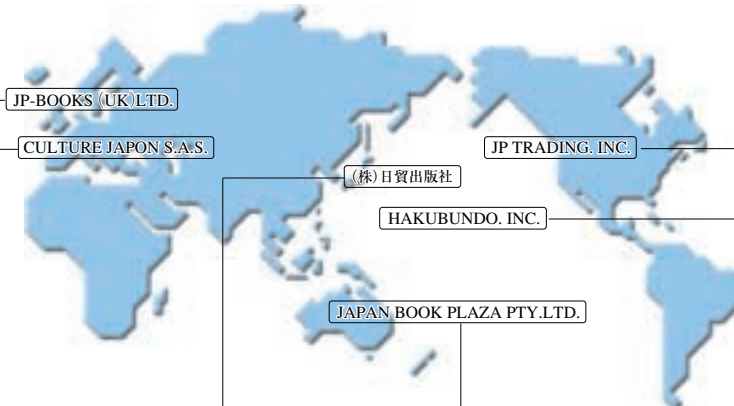 JP-BOOKS (UK)LTD.
CULTURE JAPON S.A.S.
JP TRADING. INC.
(株)日貿出版社
HAKUBUNDO. INC.
JAPAN BOOK PLAZA PTY.LTD.